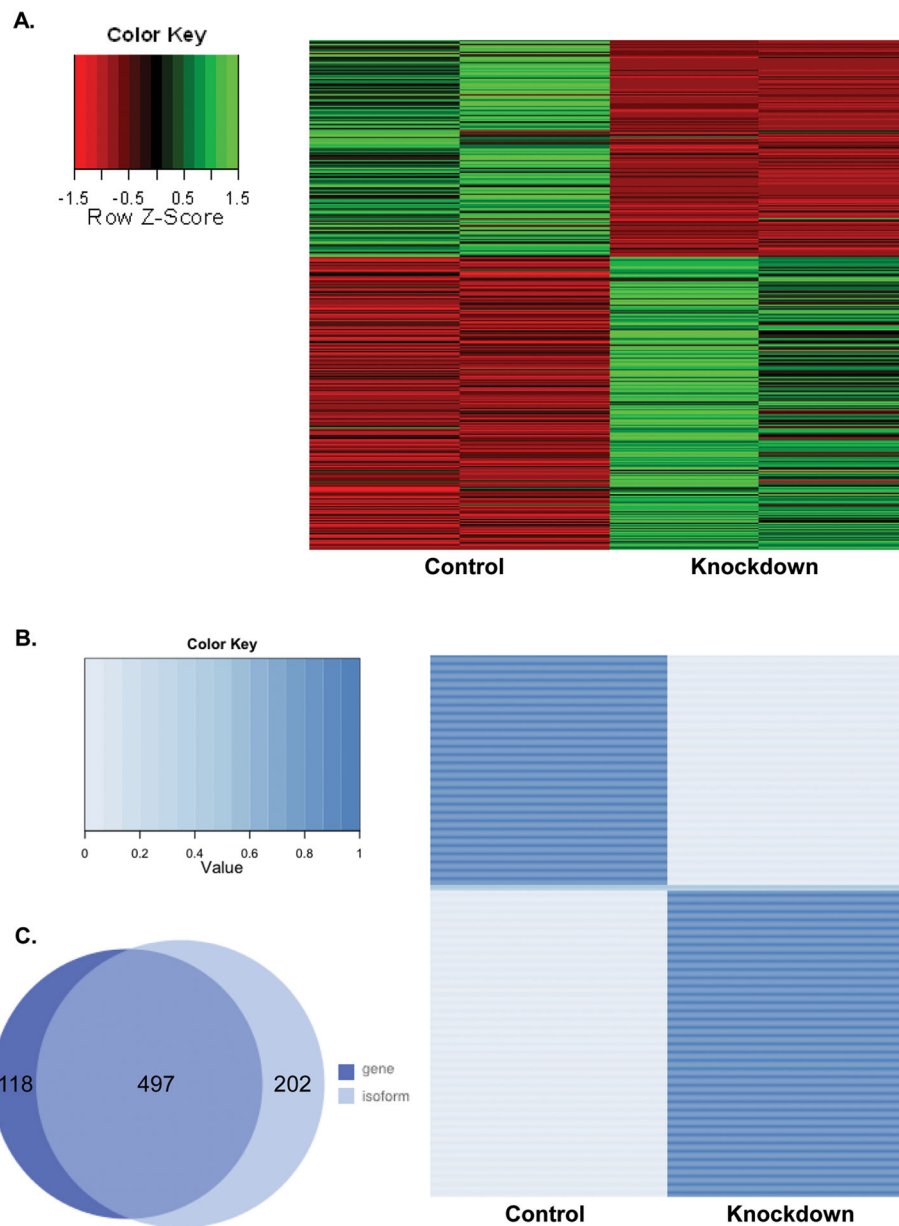 A.
Color Key
-1.5 -0.5 0.5 1.5
Row Z-Score
Control Knockdown
B.
Color Key
0 0.2 0.4 0.6 0.8 1
Value
C.
118 497 202
gene
isoform
Control Knockdown